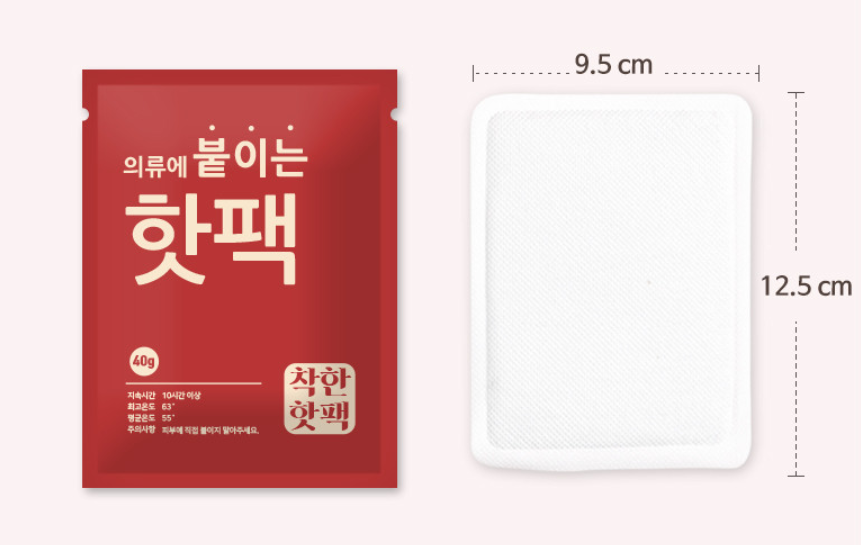 의류에 붙이는
핫팩
40g
지속시간 10시간 이상
최고온도 63°
평균온도 55°
주의사항 피부에 직접 붙이지 말아주세요.
착한
핫팩
9.5 cm
12.5 cm